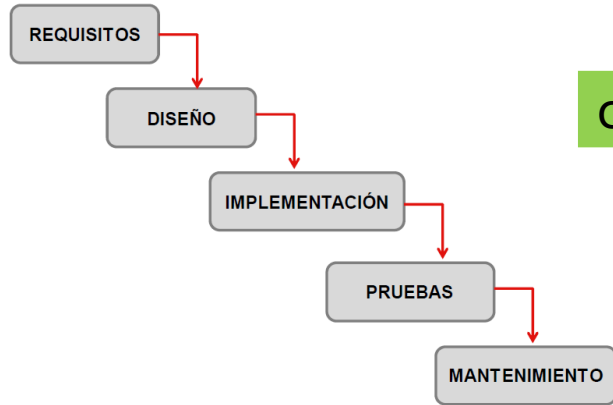 REQUISITOS
DISEÑO
IMPLEMENTACIÓN
PRUEBAS
MANTENIMIENTO